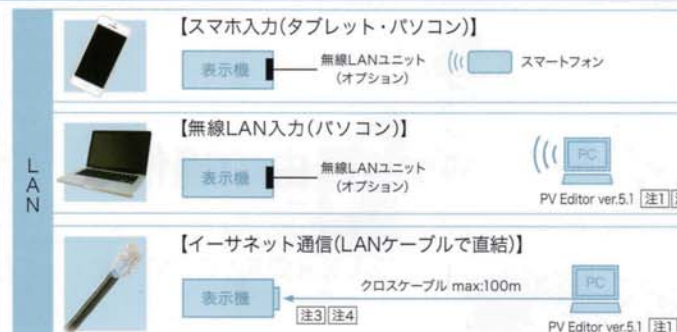 LAN
【スマホ入力(タブレット・パソコン)】
表示機
無線LANユニット
(オプション)
スマートフォン
【無線LAN入力(パソコン)】
表示機
無線LANユニット
(オプション)
PC
PV Editor ver.5.1 注1
【イーサネット通信(LANケーブルで直結)】
表示機
クロスケーブル max:100m
注3 注4
PC
PV Editor ver.5.1 注1